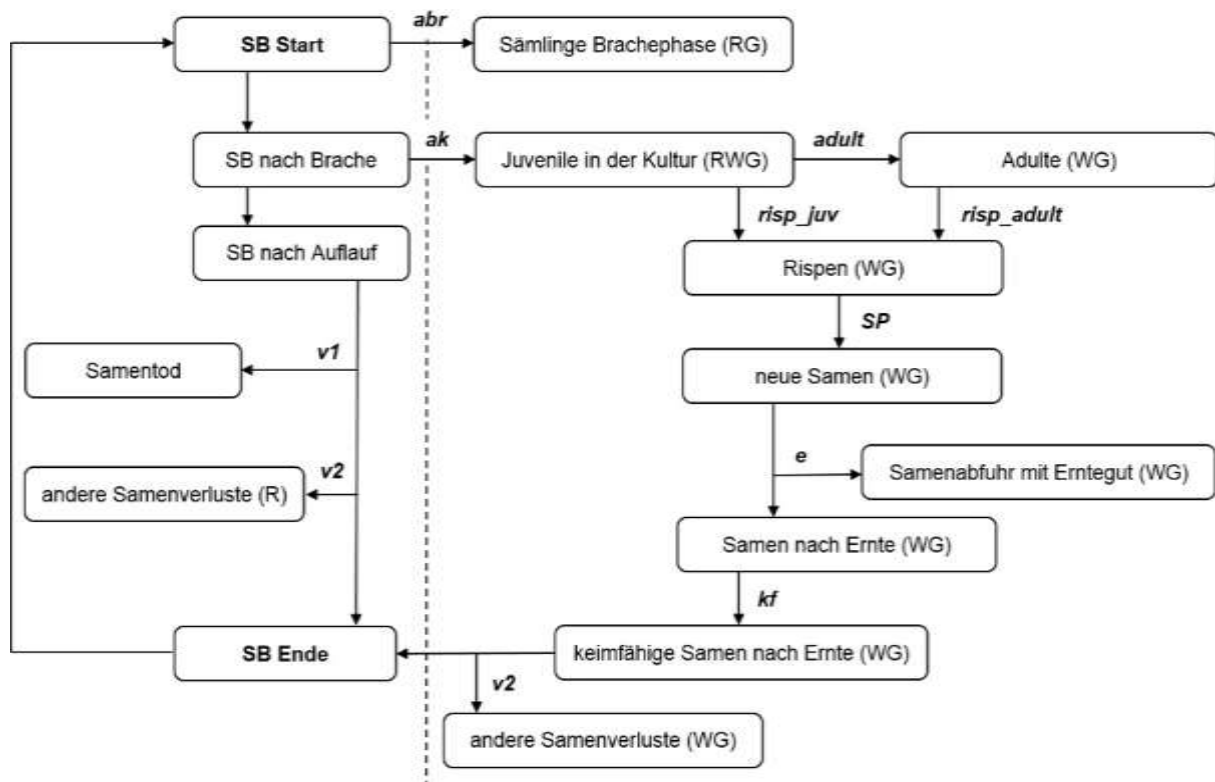 abr
SB Start
Sämlinge Brachephase (RG)
ak
adult
SB nach Brache
Juvenile in der Kultur (RWG)
Adulte (WG)
risp_juv
risp_adult
SB nach Auflauf
Rispen (WG)
SP
v1
Samentod
neue Samen (WG)
e
v2
Samenabfuhr mit Erntegut (WG)
andere Samenverluste (R)
Samen nach Ernte (WG)
kf
SB Ende
keimfähige Samen nach Ernte (WG)
v2
andere Samenverluste (WG)